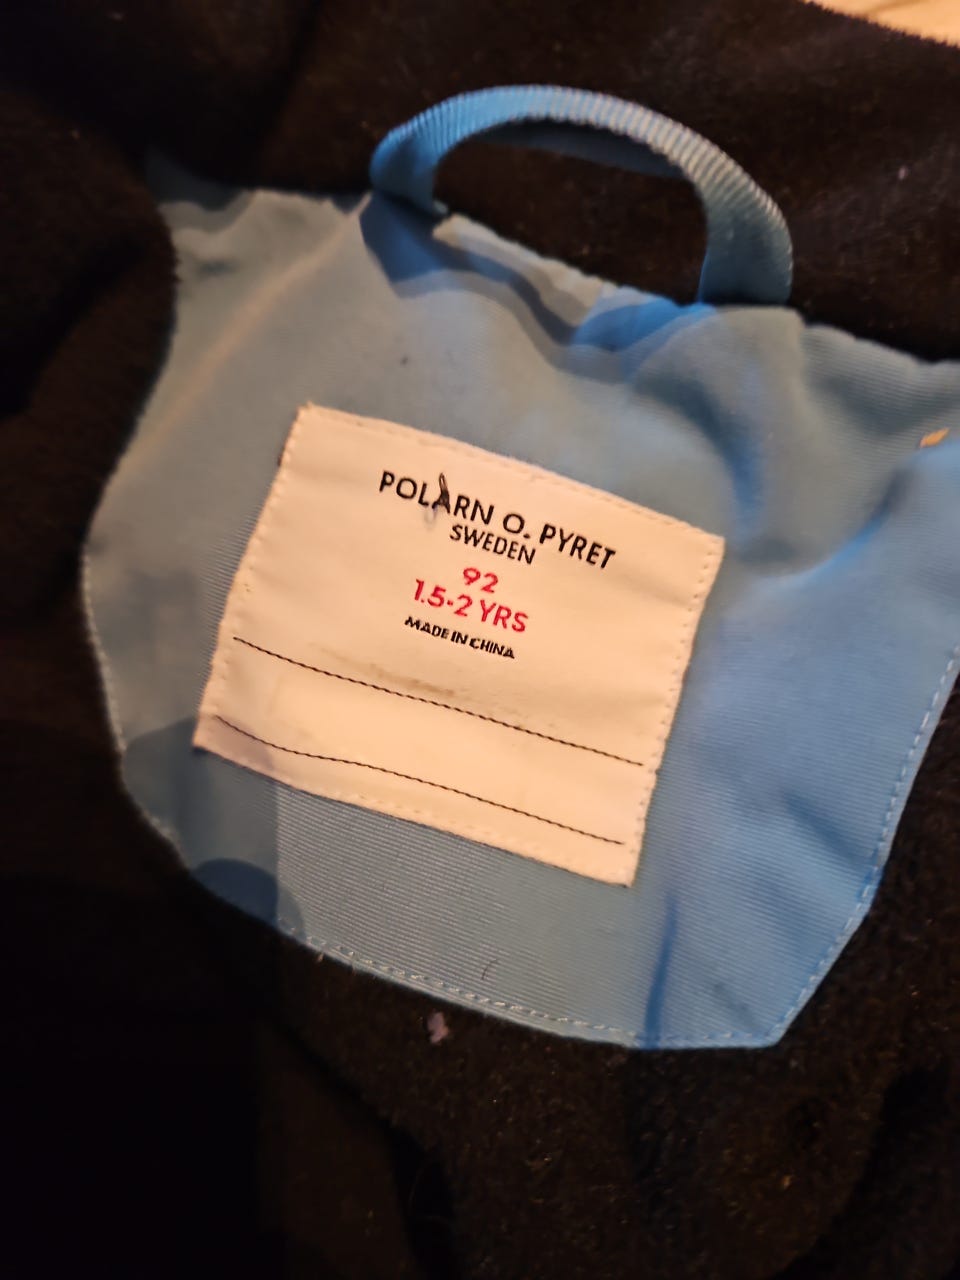 POLARN O. PYRET
SWEDEN
92
1.5-2 YRS
MADE IN CHINA